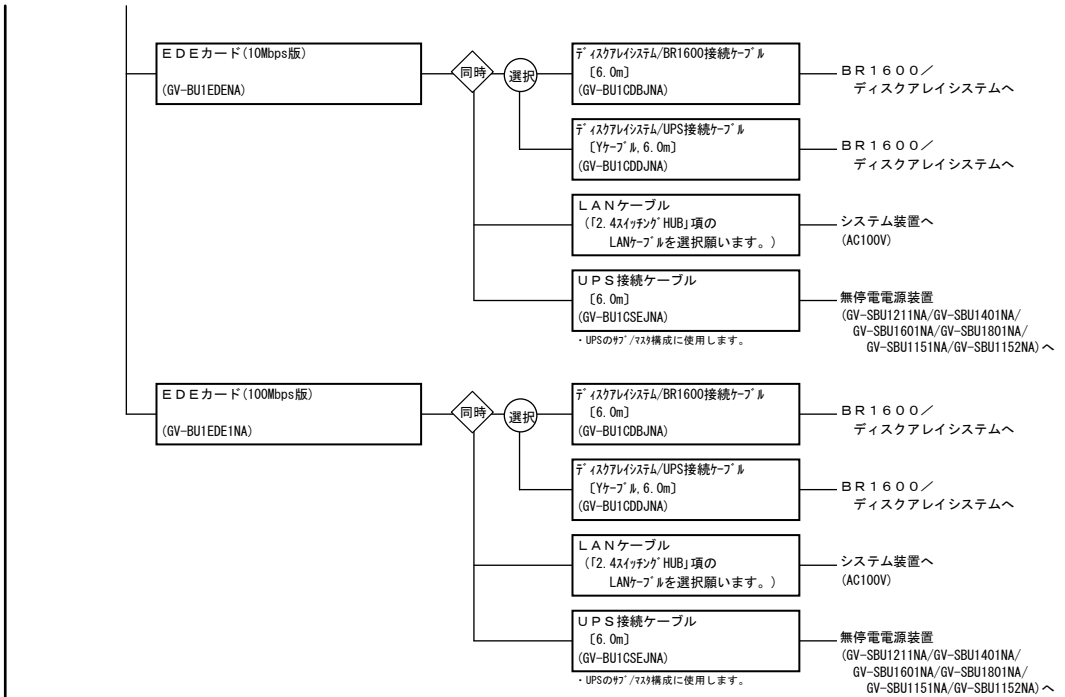 EDEカード(10Mbps版)
(GV-BU1EDENA)
同時
選択
ディスクアレイシステム/BR1600接続ケーブル
〔6.0m〕
(GV-BU1CDBJNA)
BR1600/
ディスクアレイシステムへ
ディスクアレイシステム/UPS接続ケーブル
〔Yケーブル,6.0m〕
(GV-BU1CDDJNA)
BR1600/
ディスクアレイシステムへ
LANケーブル
(「2.4スイッチングHUB」項の
LANケーブルを選択願います。)
システム装置へ
(AC100V)
UPS接続ケーブル
〔6.0m〕
(GV-BU1CSEJNA)
・UPSのサブ/マスタ構成に使用します。
無停電電源装置
(GV-SBU1211NA/GV-SBU1401NA/
GV-SBU1601NA/GV-SBU1801NA/
GV-SBU1151NA/GV-SBU1152NA)へ
EDEカード(100Mbps版)
(GV-BU1EDE1NA)
同時
選択
ディスクアレイシステム/BR1600接続ケーブル
〔6.0m〕
(GV-BU1CDBJNA)
BR1600/
ディスクアレイシステムへ
ディスクアレイシステム/UPS接続ケーブル
〔Yケーブル,6.0m〕
(GV-BU1CDDJNA)
BR1600/
ディスクアレイシステムへ
LANケーブル
(「2.4スイッチングHUB」項の
LANケーブルを選択願います。)
システム装置へ
(AC100V)
UPS接続ケーブル
〔6.0m〕
(GV-BU1CSEJNA)
・UPSのサブ/マスタ構成に使用します。
無停電電源装置
(GV-SBU1211NA/GV-SBU1401NA/
GV-SBU1601NA/GV-SBU1801NA/
GV-SBU1151NA/GV-SBU1152NA)へ